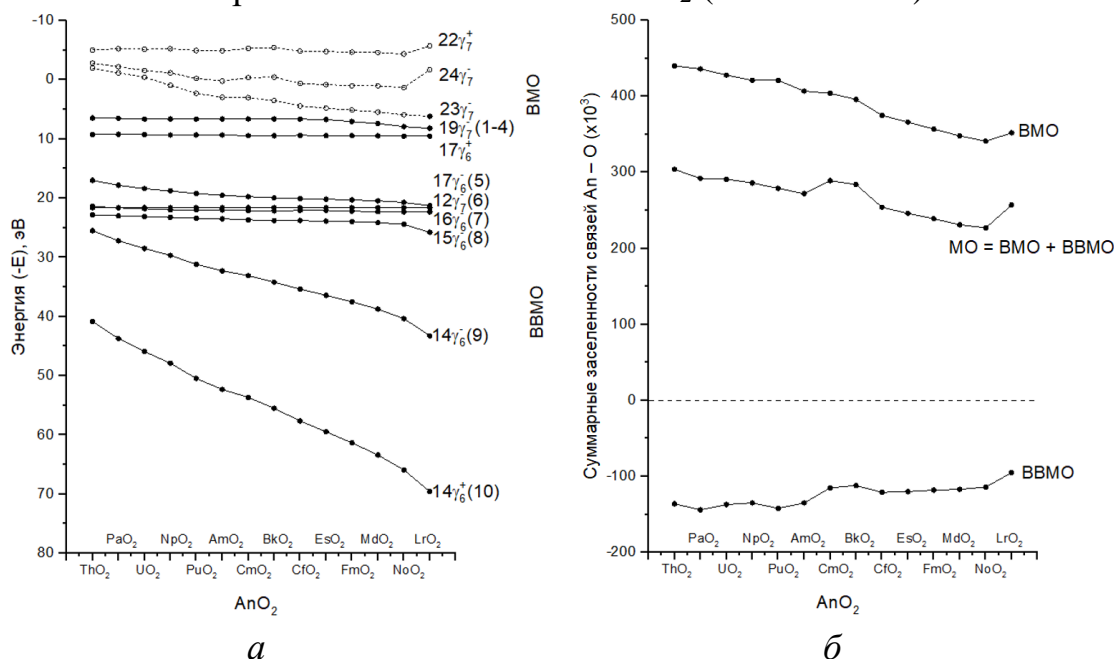 -10
0
10
20
30
40
50
60
70
80
Энергия (-E), эВ
22γ₇⁺
24γ₇⁻
23γ₇⁻
19γ₇⁻(1-4)
17γ₆⁺
17γ₆⁻(5)
12γ₇⁻(6)
16γ₆⁻(7)
15γ₆⁻(8)
14γ₆⁻(9)
14γ₆⁺(10)
ВМО
ВВМО
PaO₂ NpO₂ AmO₂ BkO₂ EsO₂ MdO₂ LrO₂
ThO₂ UO₂ PuO₂ CmO₂ CfO₂ FmO₂ NoO₂
AnO₂
а
500
400
300
200
100
0
-100
-200
Суммарные заселенности связей An – O (x10³)
ВМО
МО = ВМО + ВВМО
ВВМО
PaO₂ NpO₂ AmO₂ BkO₂ EsO₂ MdO₂ LrO₂
ThO₂ UO₂ PuO₂ CmO₂ CfO₂ FmO₂ NoO₂
AnO₂
б